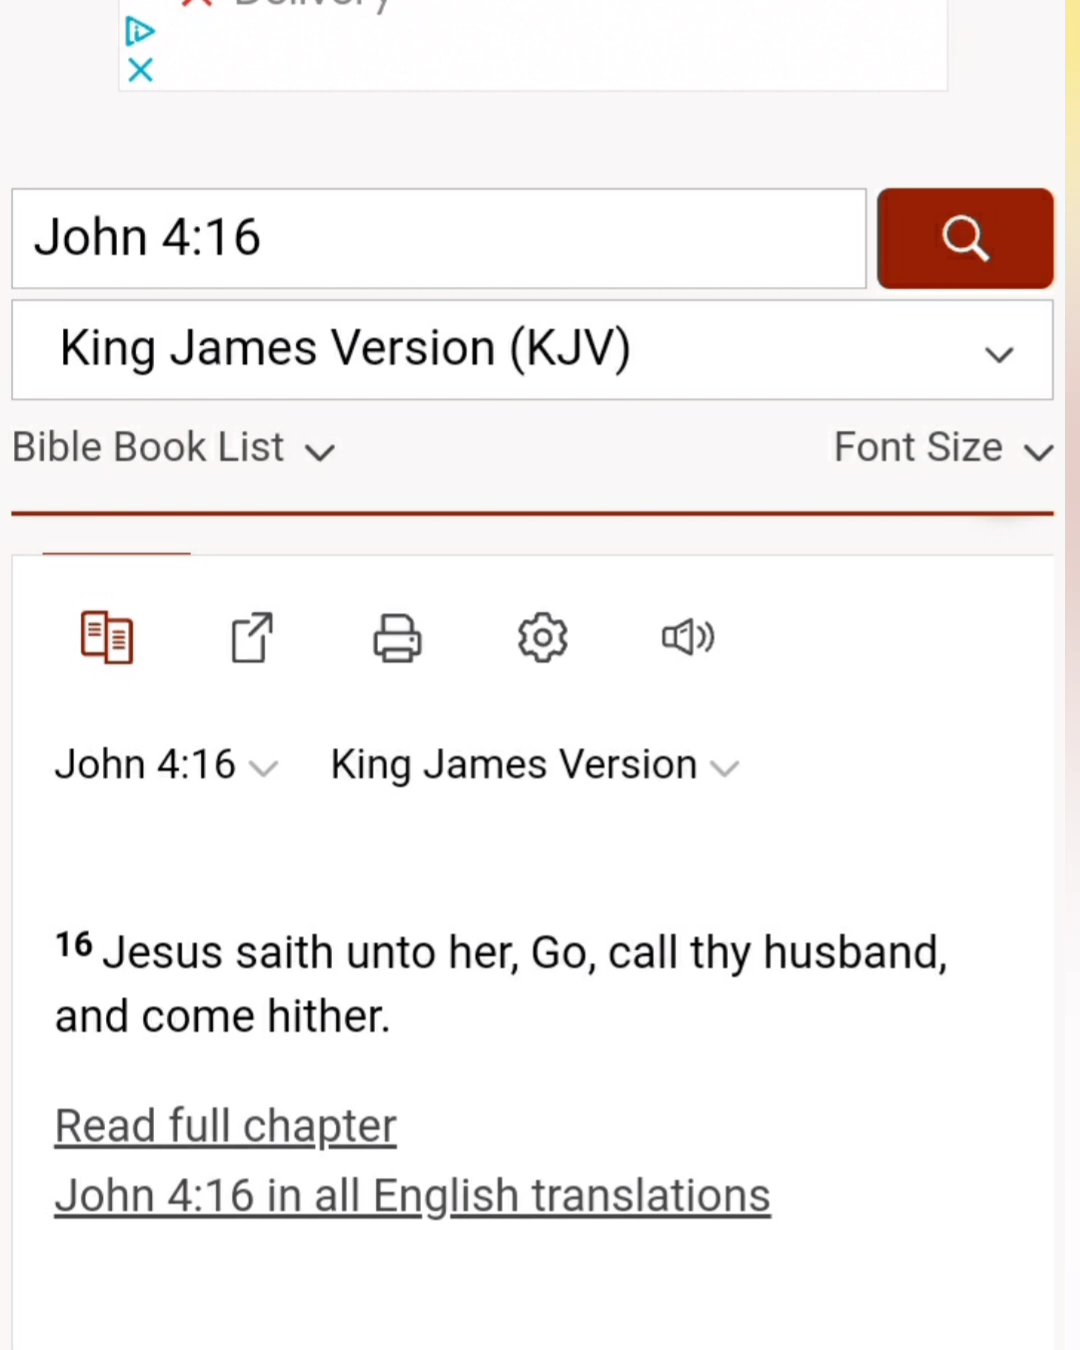 Delivery
John 4:16
King James Version (KJV)
Bible Book List
Font Size
John 4:16
King James Version
16 Jesus saith unto her, Go, call thy husband,
and come hither.
Read full chapter
John 4:16 in all English translations